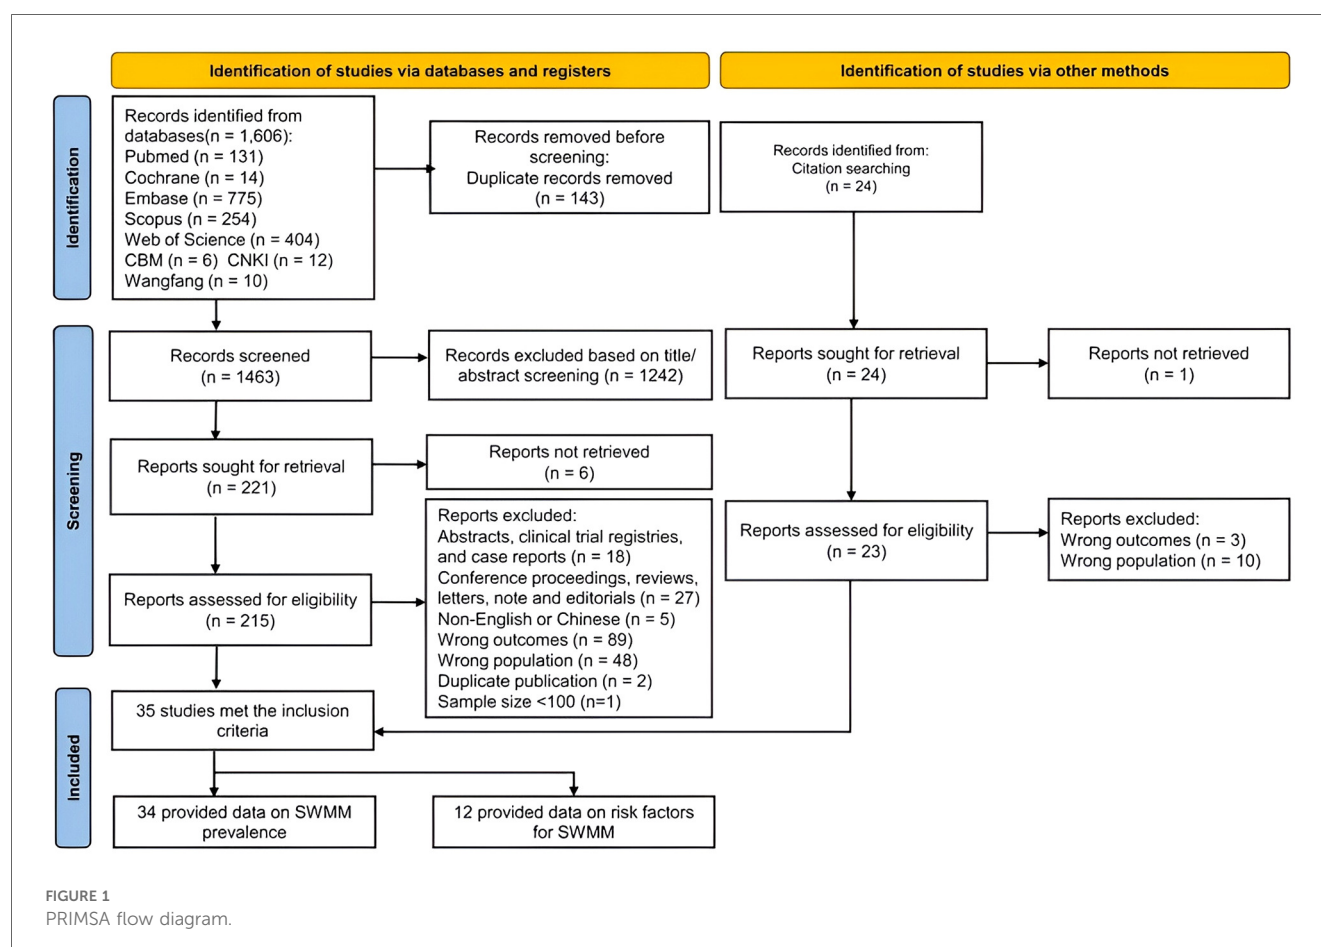 Identification of studies via databases and registers
Identification of studies via other methods
Identification
Records identified from
databases(n = 1,606):
Pubmed (n = 131)
Cochrane (n = 14)
Embase (n = 775)
Scopus (n = 254)
Web of Science (n = 404)
CBM (n = 6) CNKI (n = 12)
Wangfang (n = 10)
Records removed before
screening:
Duplicate records removed
(n = 143)
Records identified from:
Citation searching
(n = 24)
Screening
Records screened
(n = 1463)
Records excluded based on title/
abstract screening (n = 1242)
Reports sought for retrieval
(n = 24)
Reports not retrieved
(n = 1)
Reports sought for retrieval
(n = 221)
Reports not retrieved
(n = 6)
Reports assessed for eligibility
(n = 215)
Reports excluded:
Abstracts, clinical trial registries,
and case reports (n = 18)
Conference proceedings, reviews,
letters, note and editorials (n = 27)
Non-English or Chinese (n = 5)
Wrong outcomes (n = 89)
Wrong population (n = 48)
Duplicate publication (n = 2)
Sample size <100 (n=1)
Reports assessed for eligibility
(n = 23)
Reports excluded:
Wrong outcomes (n = 3)
Wrong population (n = 10)
Included
35 studies met the inclusion
criteria
34 provided data on SWMM
prevalence
12 provided data on risk factors
for SWMM
FIGURE 1
PRIMSA flow diagram.